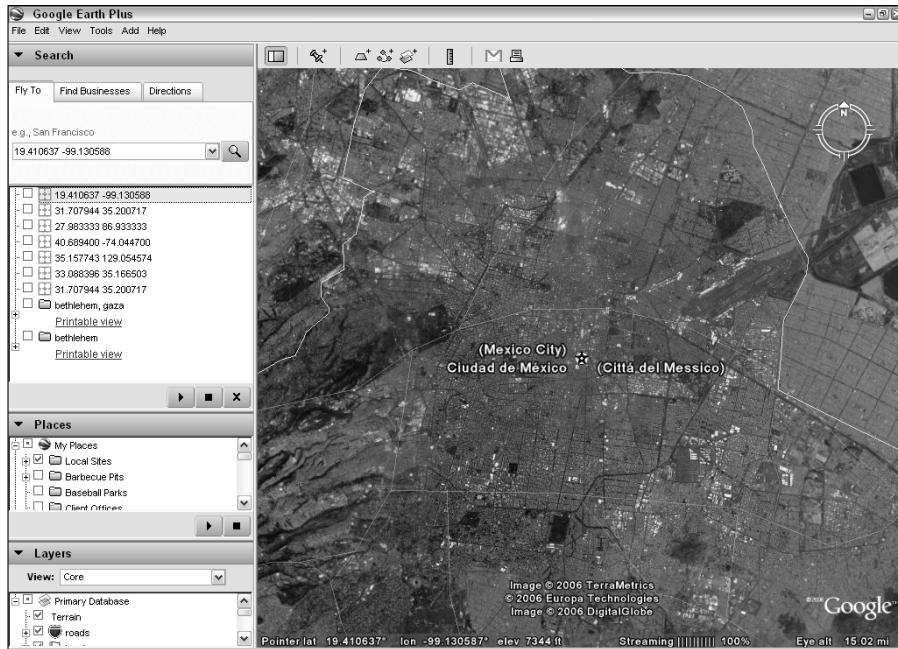 Google Earth Plus
File Edit View Tools Add Help
Search
Fly To Find Businesses Directions
e.g., San Francisco
19.410637 -99.130588
19.410637 -99.130588
31.707944 35.200717
27.983333 86.933333
40.689400 -74.044700
35.157743 129.054574
33.088396 35.166503
31.707944 35.200717
bethlehem, gaza
Printable view
bethlehem
Printable view
Places
My Places
Local Sites
Barbecue Pits
Baseball Parks
Client Offices
Layers
View: Core
Primary Database
Terrain
roads
N
(Mexico City)
Ciudad de México (Cittá del Messico)
Image © 2006 TerraMetrics
© 2006 Europa Technologies
Image © 2006 DigitalGlobe
©2006 Google
Pointer lat 19.410637° lon -99.130587° elev 7344 ft Streaming |||||||||| 100% Eye alt 15.02 mi